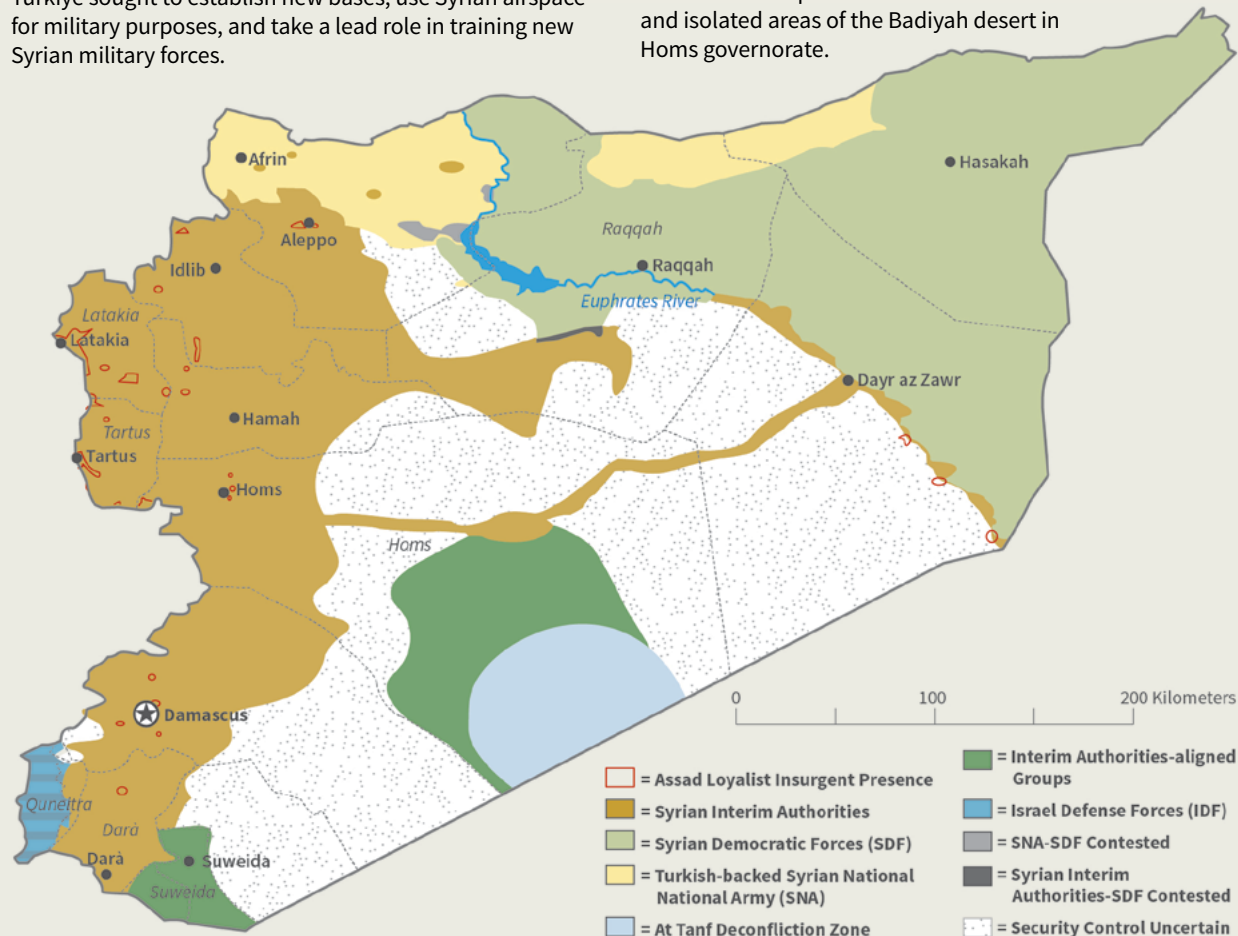 Türkiye sought to establish new bases, use Syrian airspace
for military purposes, and take a lead role in training new
Syrian military forces.
and isolated areas of the Badiyah desert in
Homs governorate.
Afrin
Hasakah
Aleppo
Raqqah
Idlib
Raqqah
Euphrates River
Latakia
Latakia
Dayr az Zawr
Hamah
Tartus
Tartus
Homs
Homs
Damascus
0 100 200 Kilometers
Quneitra
Darà
Darà
Suweida
Suweida
= Assad Loyalist Insurgent Presence
= Syrian Interim Authorities
= Syrian Democratic Forces (SDF)
= Turkish-backed Syrian National
National Army (SNA)
= At Tanf Deconfliction Zone
= Interim Authorities-aligned
Groups
= Israel Defense Forces (IDF)
= SNA-SDF Contested
= Syrian Interim
Authorities-SDF Contested
= Security Control Uncertain